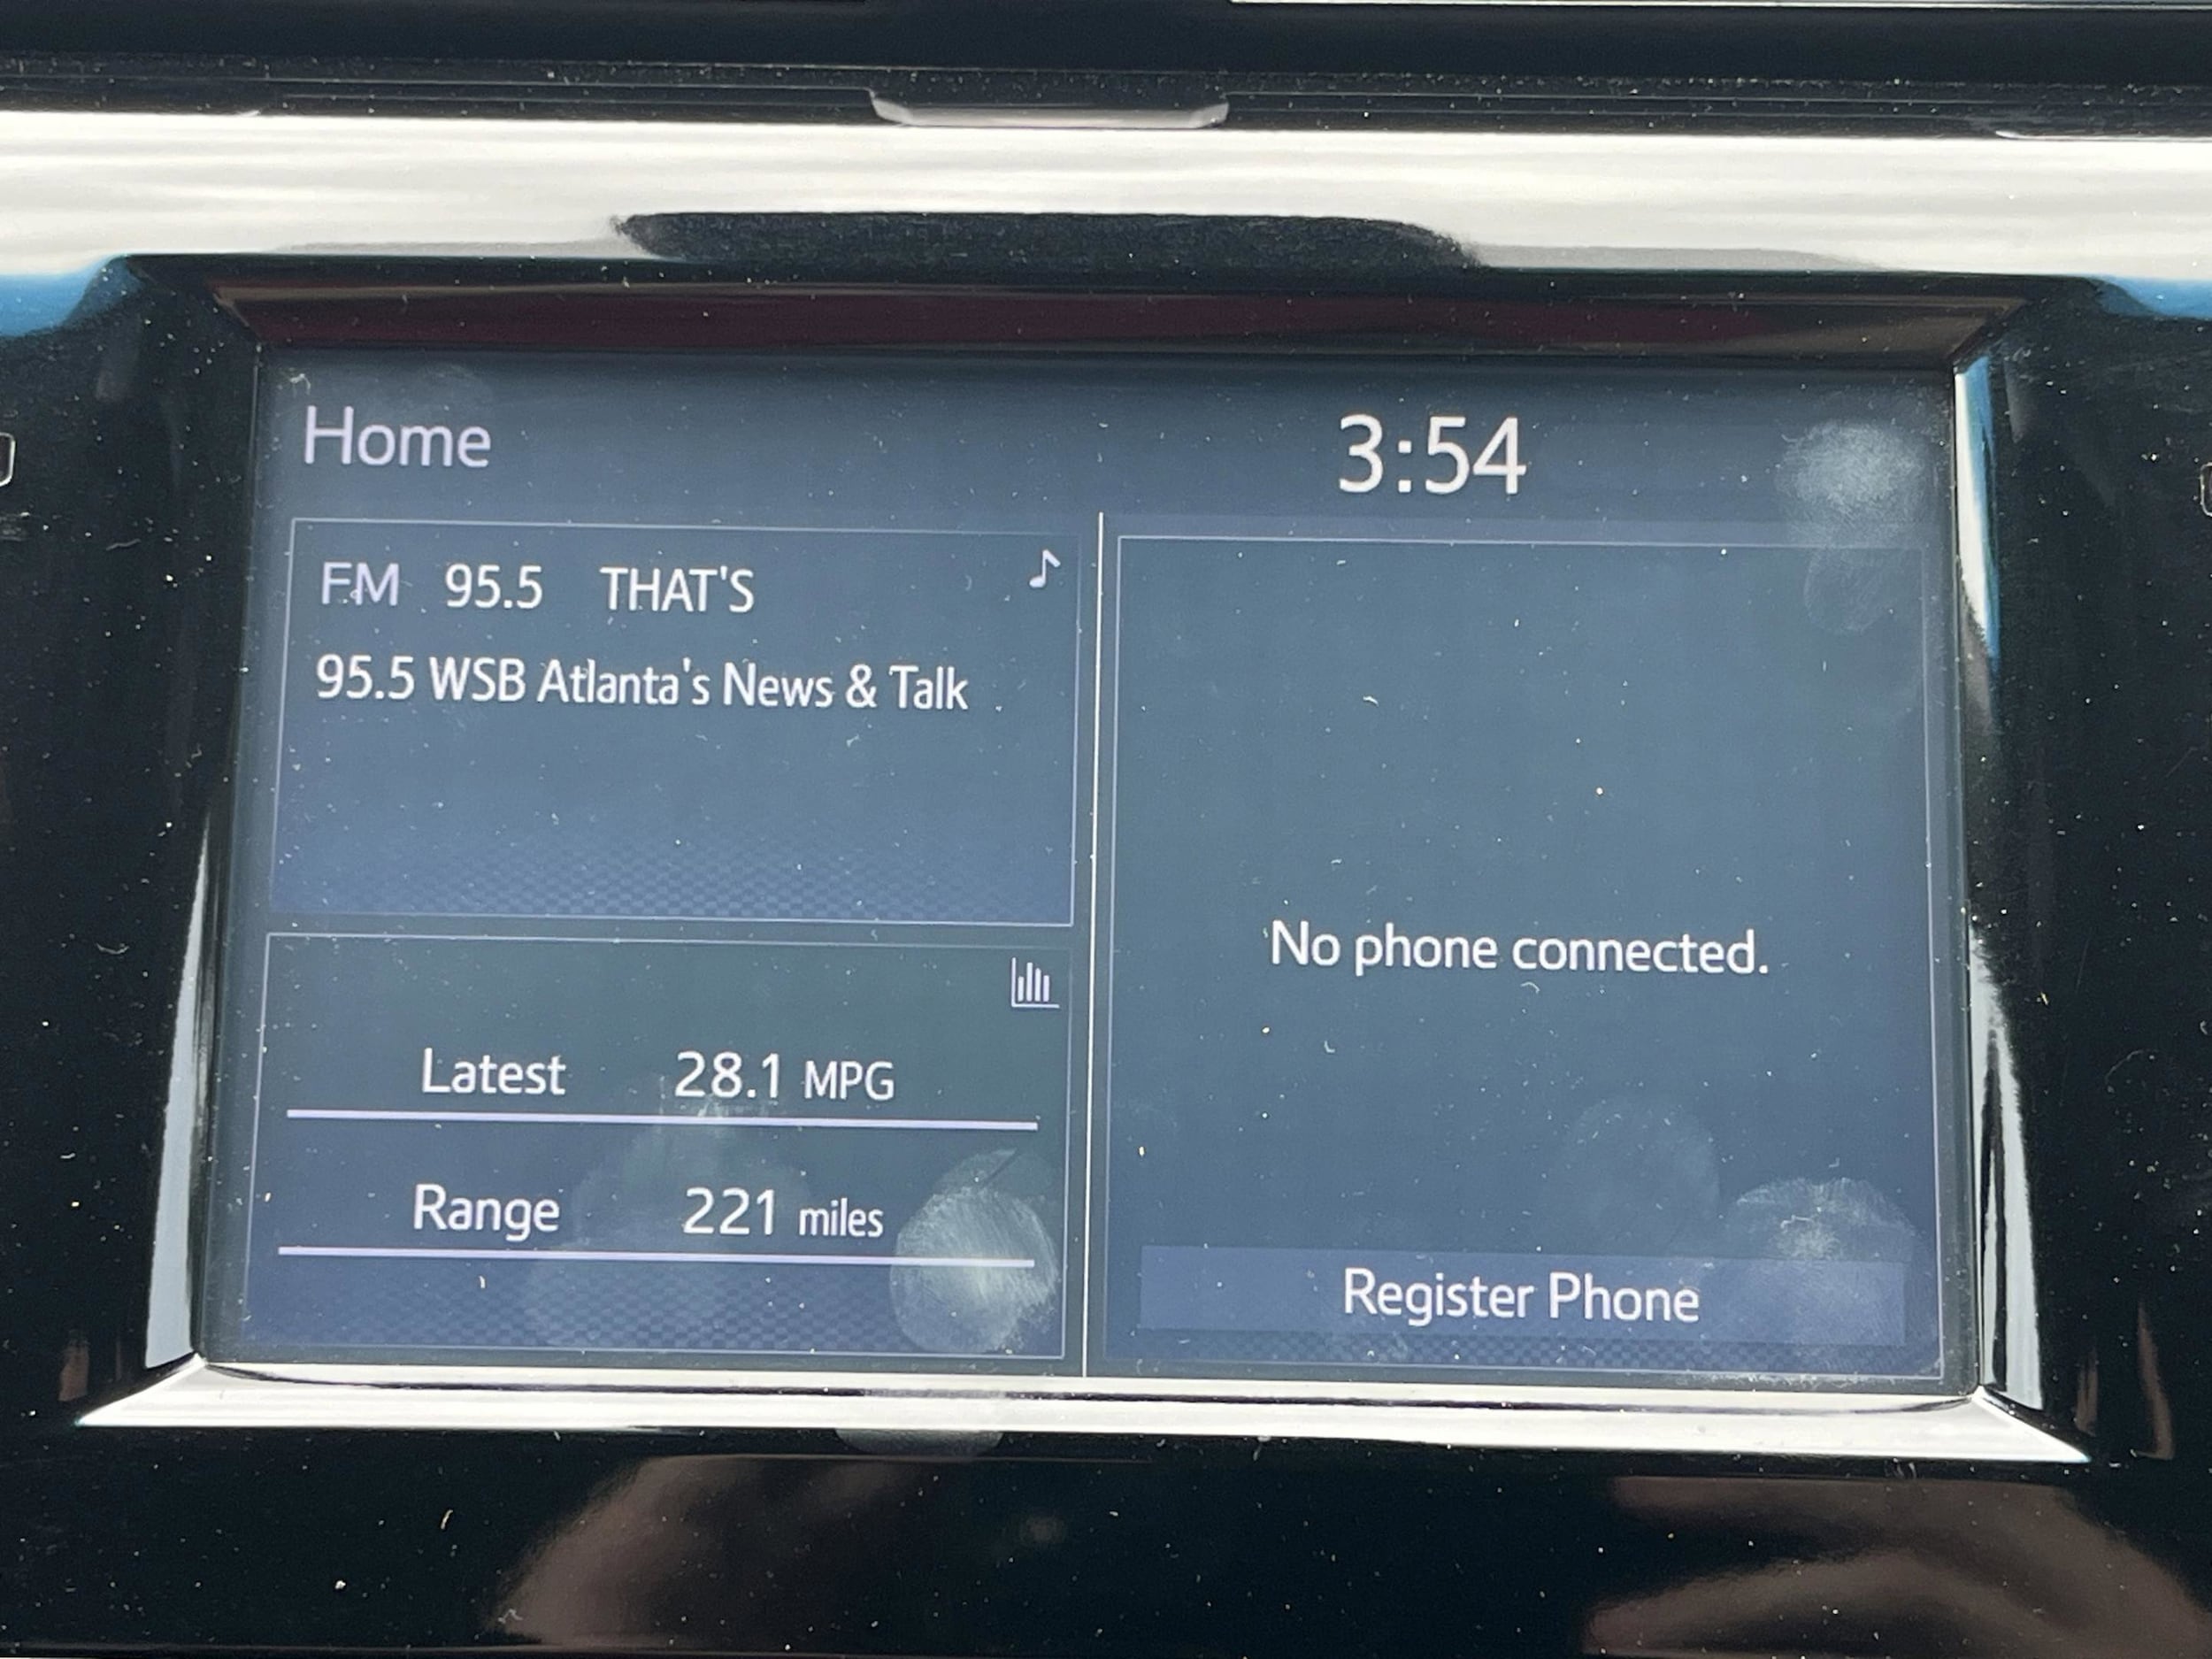 Home
3:54
FM 95.5 THAT'S
95.5 WSB Atlanta's News & Talk
Latest 28.1 MPG
Range 221 miles
No phone connected.
Register Phone